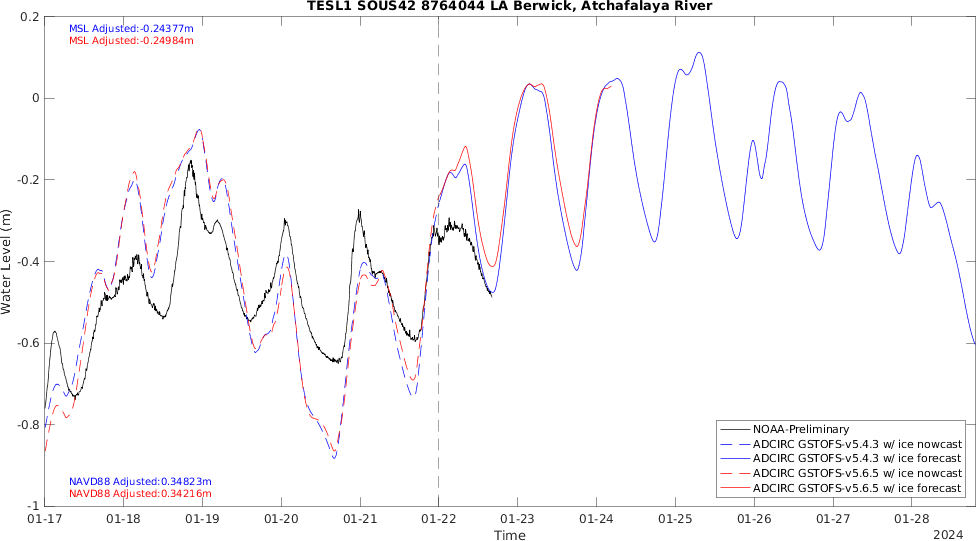 TESL1 SOUS42 8764044 LA Berwick, Atchafalaya River
MSL Adjusted:-0.24377m
MSL Adjusted:-0.24984m
0.2
0
-0.2
-0.4
-0.6
-0.8
-1
Water Level (m)
NAVD88 Adjusted:0.34823m
NAVD88 Adjusted:0.34216m
NOAA-Preliminary
ADCIRC GSTOFS-v5.4.3 w/ ice nowcast
ADCIRC GSTOFS-v5.4.3 w/ ice forecast
ADCIRC GSTOFS-v5.6.5 w/ ice nowcast
ADCIRC GSTOFS-v5.6.5 w/ ice forecast
01-17 01-18 01-19 01-20 01-21 01-22 01-23 01-24 01-25 01-26 01-27 01-28
Time
2024